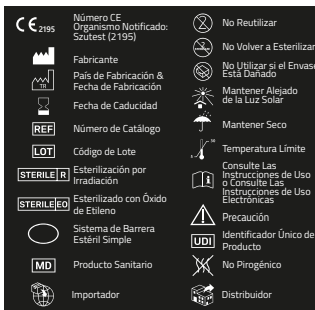 2195
Número CE
Organismo Notificado:
Szutest (2195)
Fabricante
TR
País de Fabricación &
Fecha de Fabricación
Fecha de Caducidad
REF
Número de Catálogo
LOT
Código de Lote
STERILE R
Esterilización por
Irradiación
STERILE EO
Esterilizado con Óxido
de Etileno
Sistema de Barrera
Estéril Simple
MD
Producto Sanitario
Importador
No Reutilizar
No Volver a Esterilizar
No Utilizar si el Envase
Está Dañado
Mantener Alejado
de la Luz Solar
Mantener Seco
Temperatura Límite
Consulte Las
Instrucciones de Uso
o Consulte Las
Instrucciones de Uso
Electrónicas
Precaución
UDI
Identificador Único de
Producto
No Pirogénico
Distribuidor